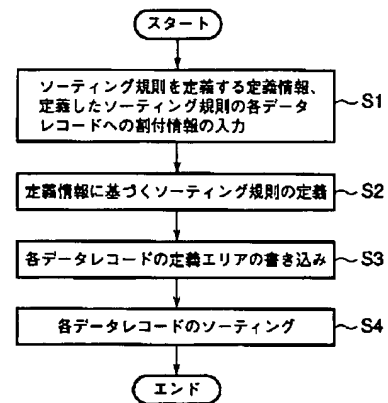 スタート
ソーティング規則を定義する定義情報、
定義したソーティング規則の各データ
レコードへの割付情報の入力
S1
定義情報に基づくソーティング規則の定義
S2
各データレコードの定義エリアの書き込み
S3
各データレコードのソーティング
S4
エンド